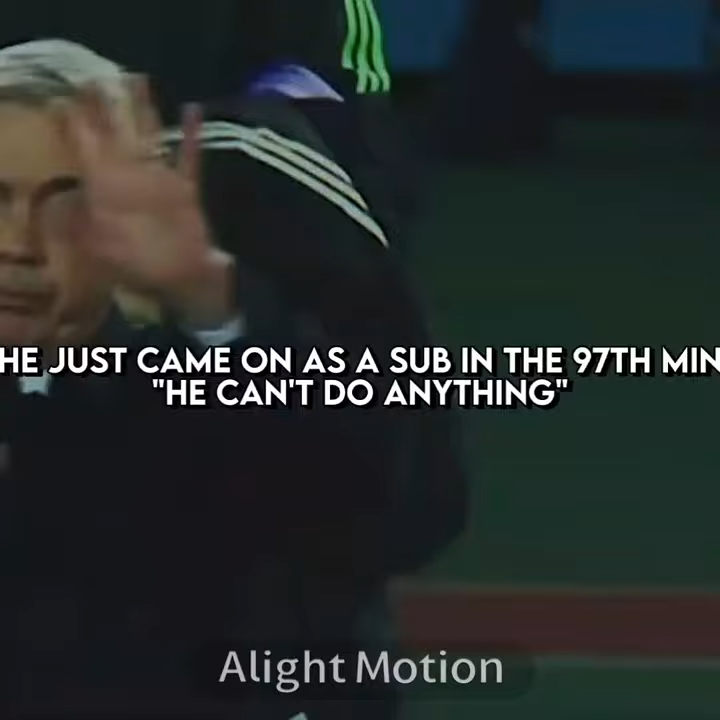 HE JUST CAME ON AS A SUB IN THE 97TH MIN
"HE CAN'T DO ANYTHING"
Alight Motion